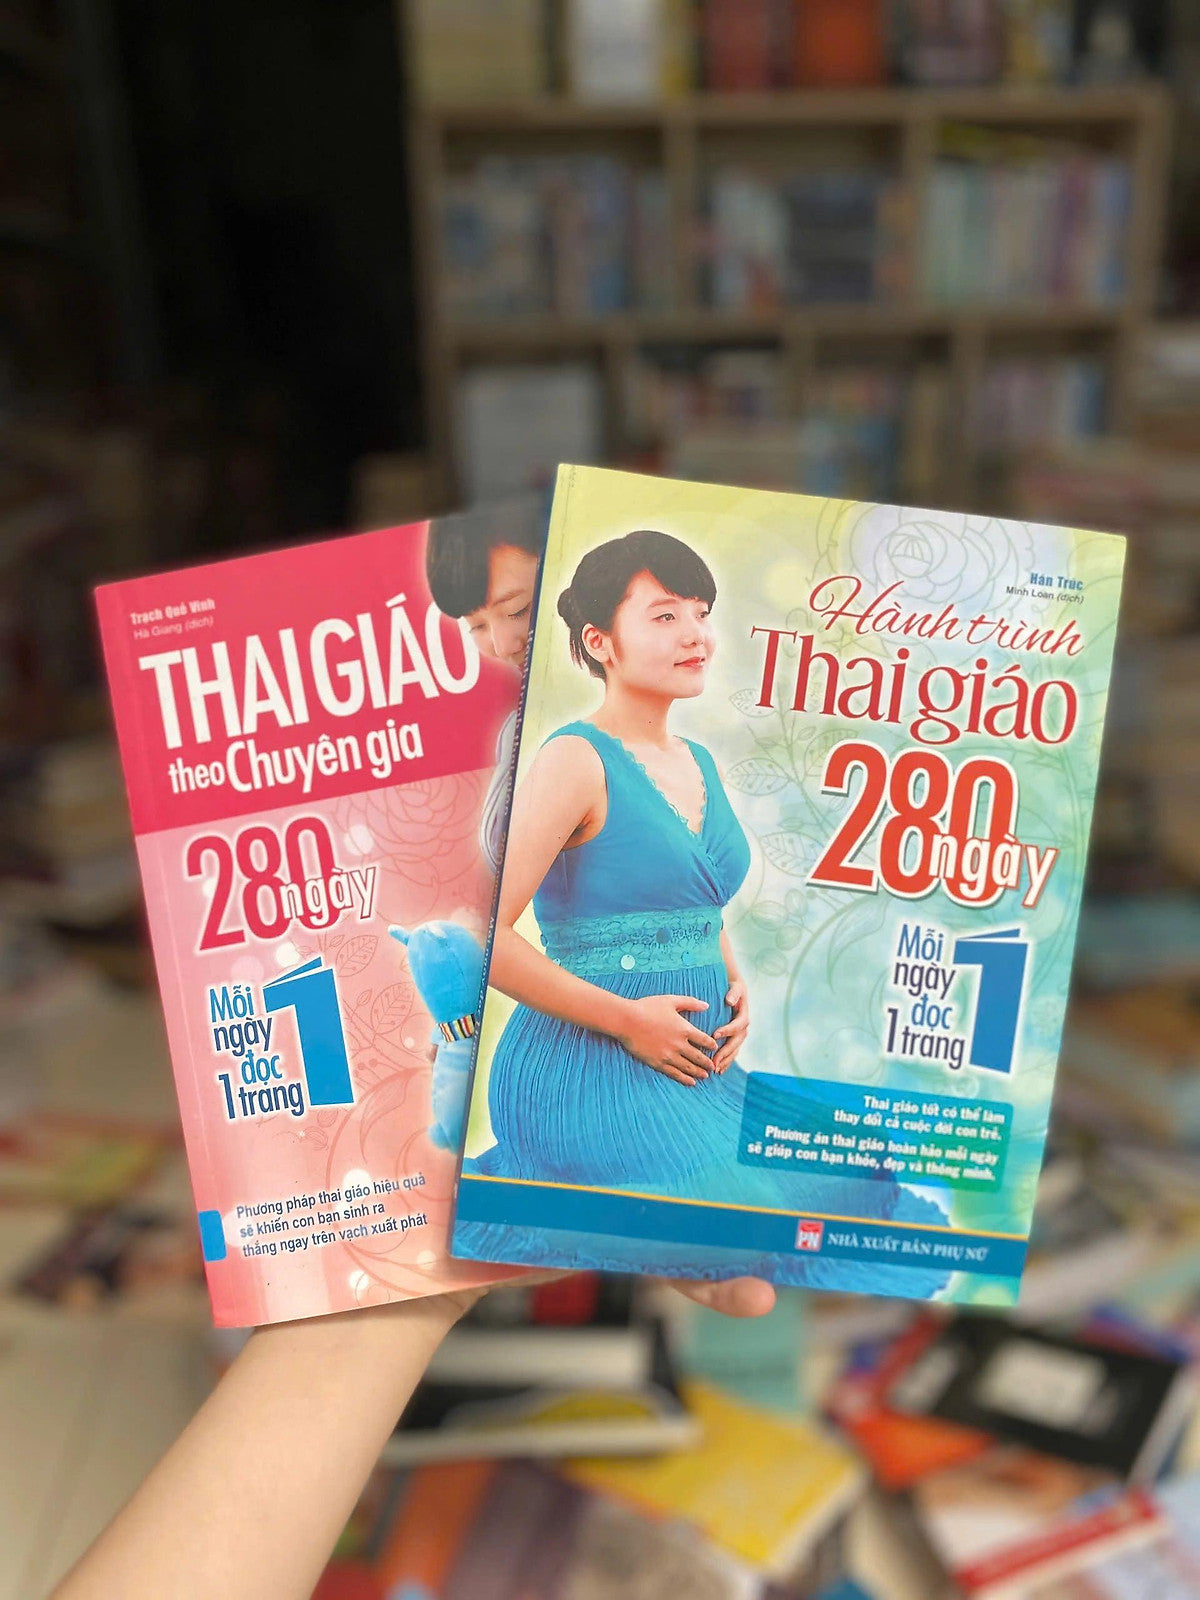 Trạch Quế Vinh
Hà Giang (dịch)
THAI GIÁO
theo Chuyên gia
280
ngày
Mỗi
ngày
đọc
1 trang
1
Phương pháp thai giáo hiệu quả
sẽ khiến con bạn sinh ra
thắng ngay trên vạch xuất phát
Hán Trúc
Minh Loan (dịch)
Hành trình
Thai giáo
280
ngày
Mỗi
ngày
đọc
1 trang
1
Thai giáo tốt có thể làm
thay đổi cả cuộc đời con trẻ.
Phương án thai giáo hoàn hảo mỗi ngày
sẽ giúp con bạn khỏe, đẹp và thông minh.
PN
NHÀ XUẤT BẢN PHỤ NỮ